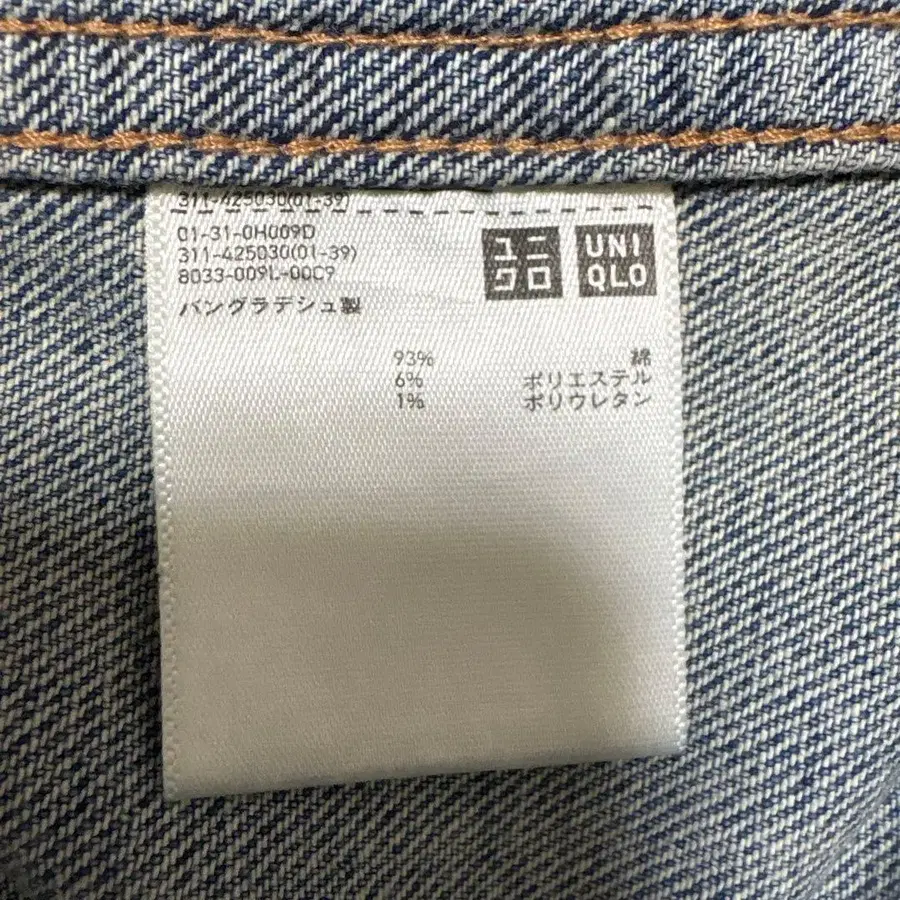 311-425030(01-39)
01-31-0H009D
311-425030(01-39)
8033-009L-00C9
バングラデシュ製
ユニ
クロ
UNI
QLO
93% 綿
6% ポリエステル
1% ポリウレタン